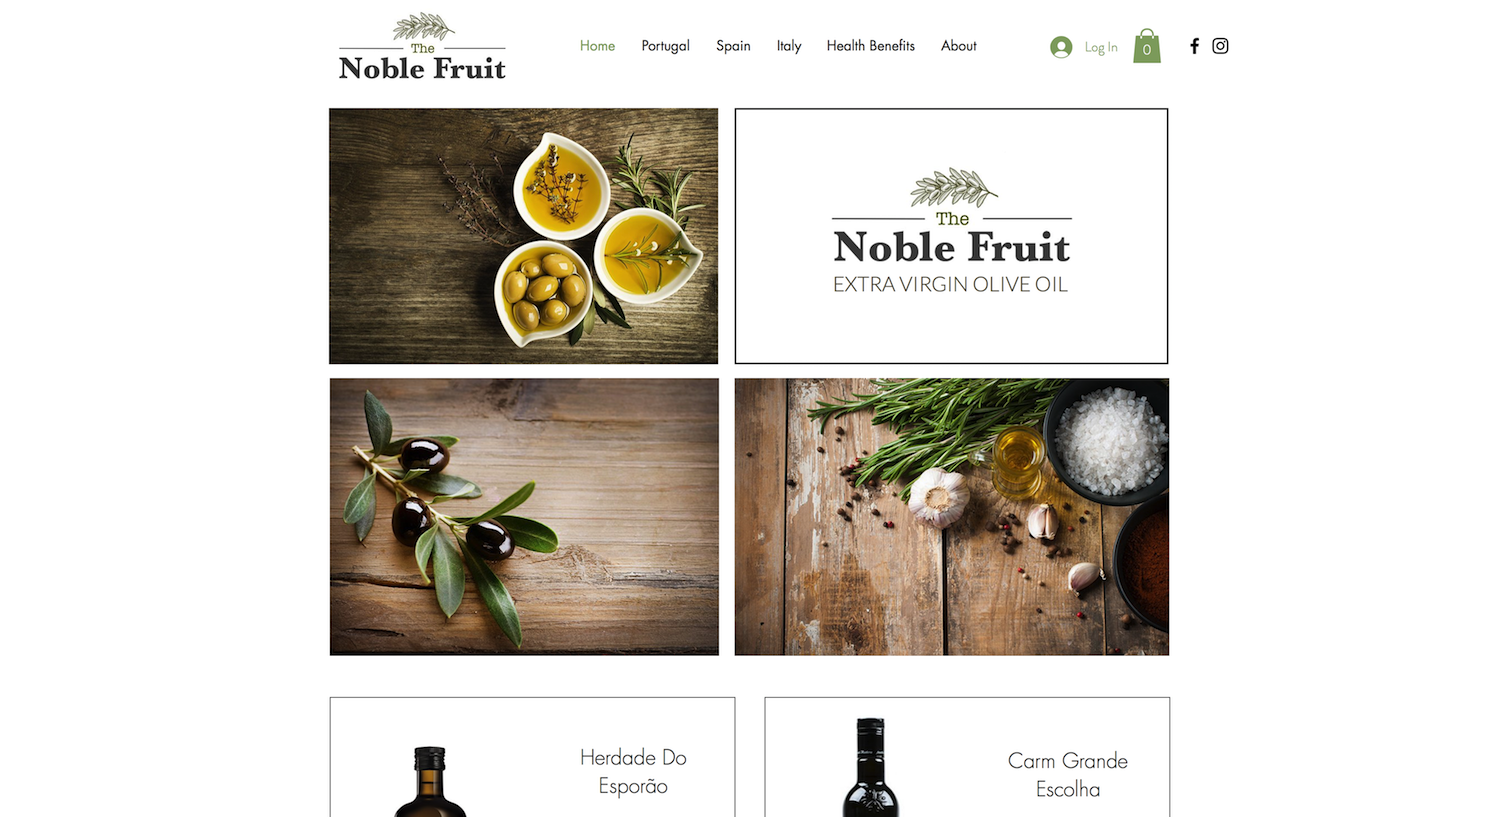 The
Noble Fruit
Home
Portugal
Spain
Italy
Health Benefits
About
Log In
0
The
Noble Fruit
EXTRA VIRGIN OLIVE OIL
Herdade Do
Esporão
Carm Grande
Escolha